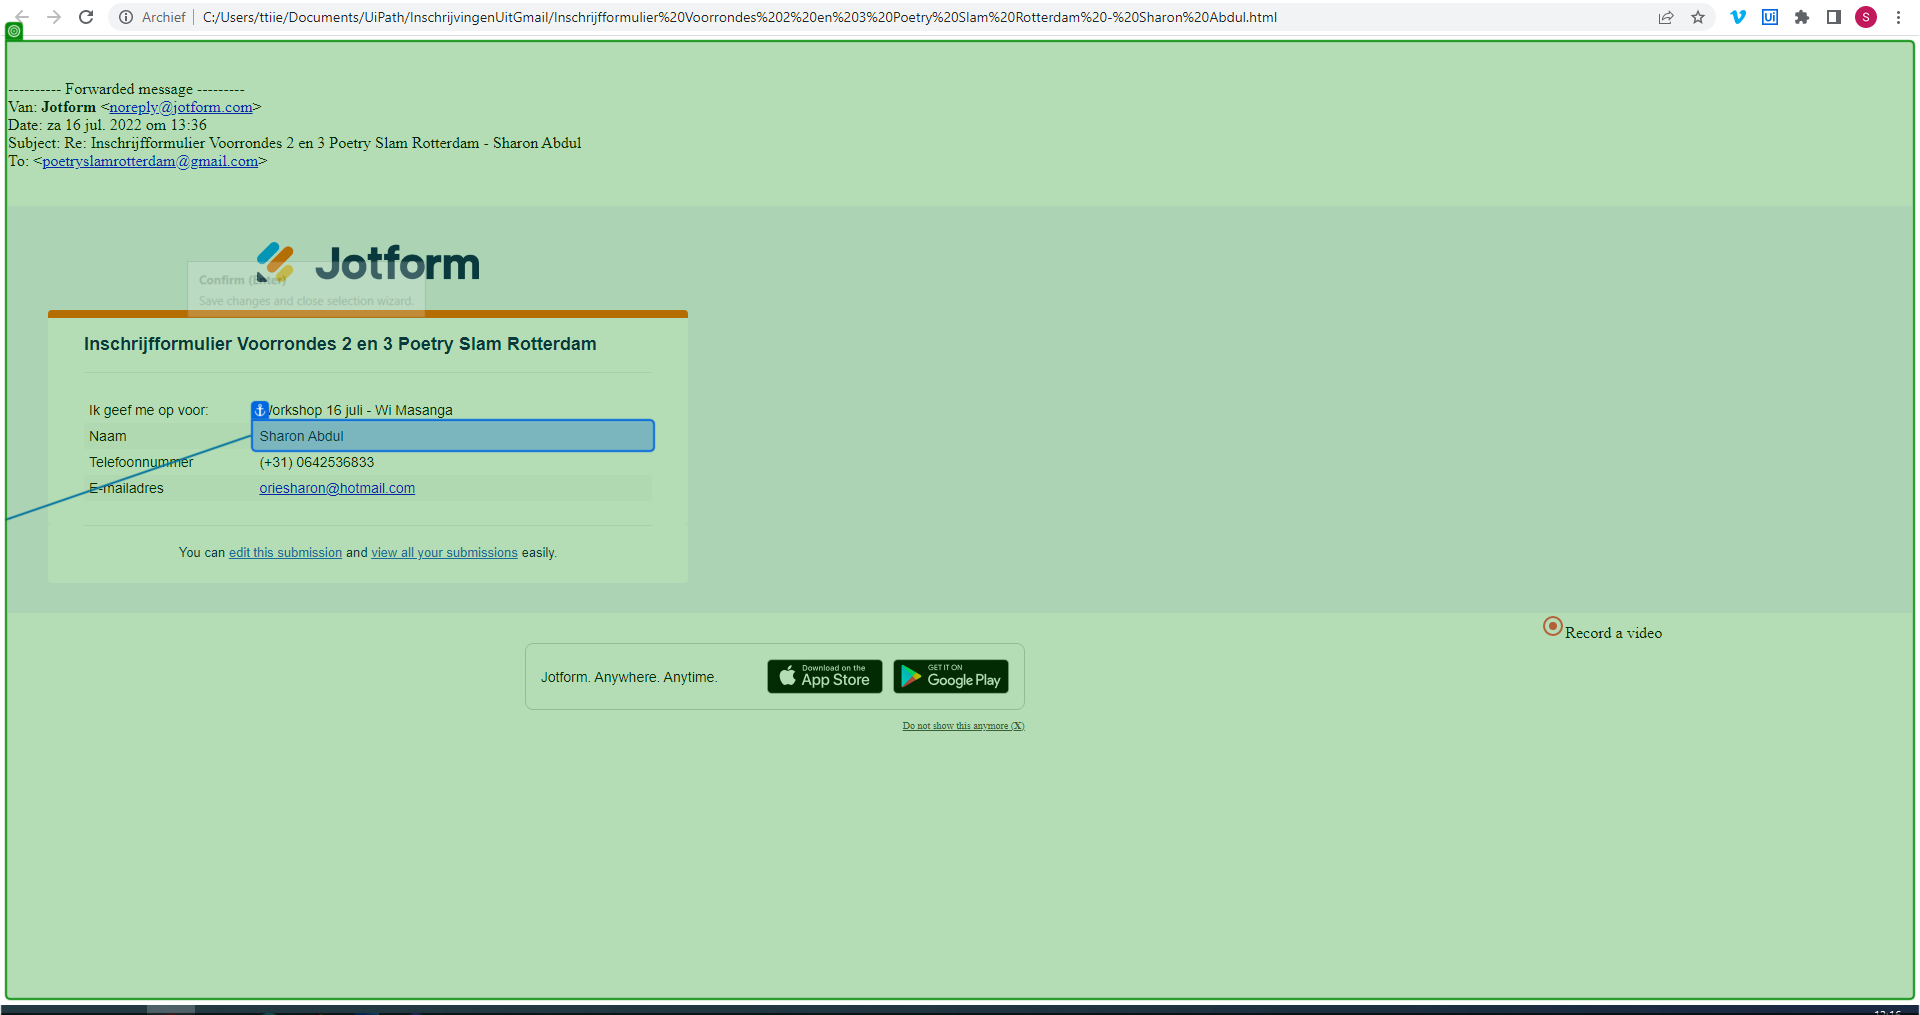 Archief
C:/Users/ttiie/Documents/UiPath/InschrijvingenUitGmail/Inschrijfformulier%20Voorrondes%202%20en%203%20Poetry%20Slam%20Rotterdam%20-%20Sharon%20Abdul.html
Ui
S
---------- Forwarded message ---------
Van: Jotform <noreply@jotform.com>
Date: za 16 jul. 2022 om 13:36
Subject: Re: Inschrijfformulier Voorrondes 2 en 3 Poetry Slam Rotterdam - Sharon Abdul
To: <poetryslamrotterdam@gmail.com>
Jotform
Confirm (Enter)
Save changes and close selection wizard.
Inschrijfformulier Voorrondes 2 en 3 Poetry Slam Rotterdam
Ik geef me op voor: Workshop 16 juli - Wi Masanga
Naam Sharon Abdul
Telefoonnummer (+31) 0642536833
E-mailadres oriesharon@hotmail.com
You can edit this submission and view all your submissions easily.
Record a video
Jotform. Anywhere. Anytime.
Download on the
App Store
GET IT ON
Google Play
Do not show this anymore (X)